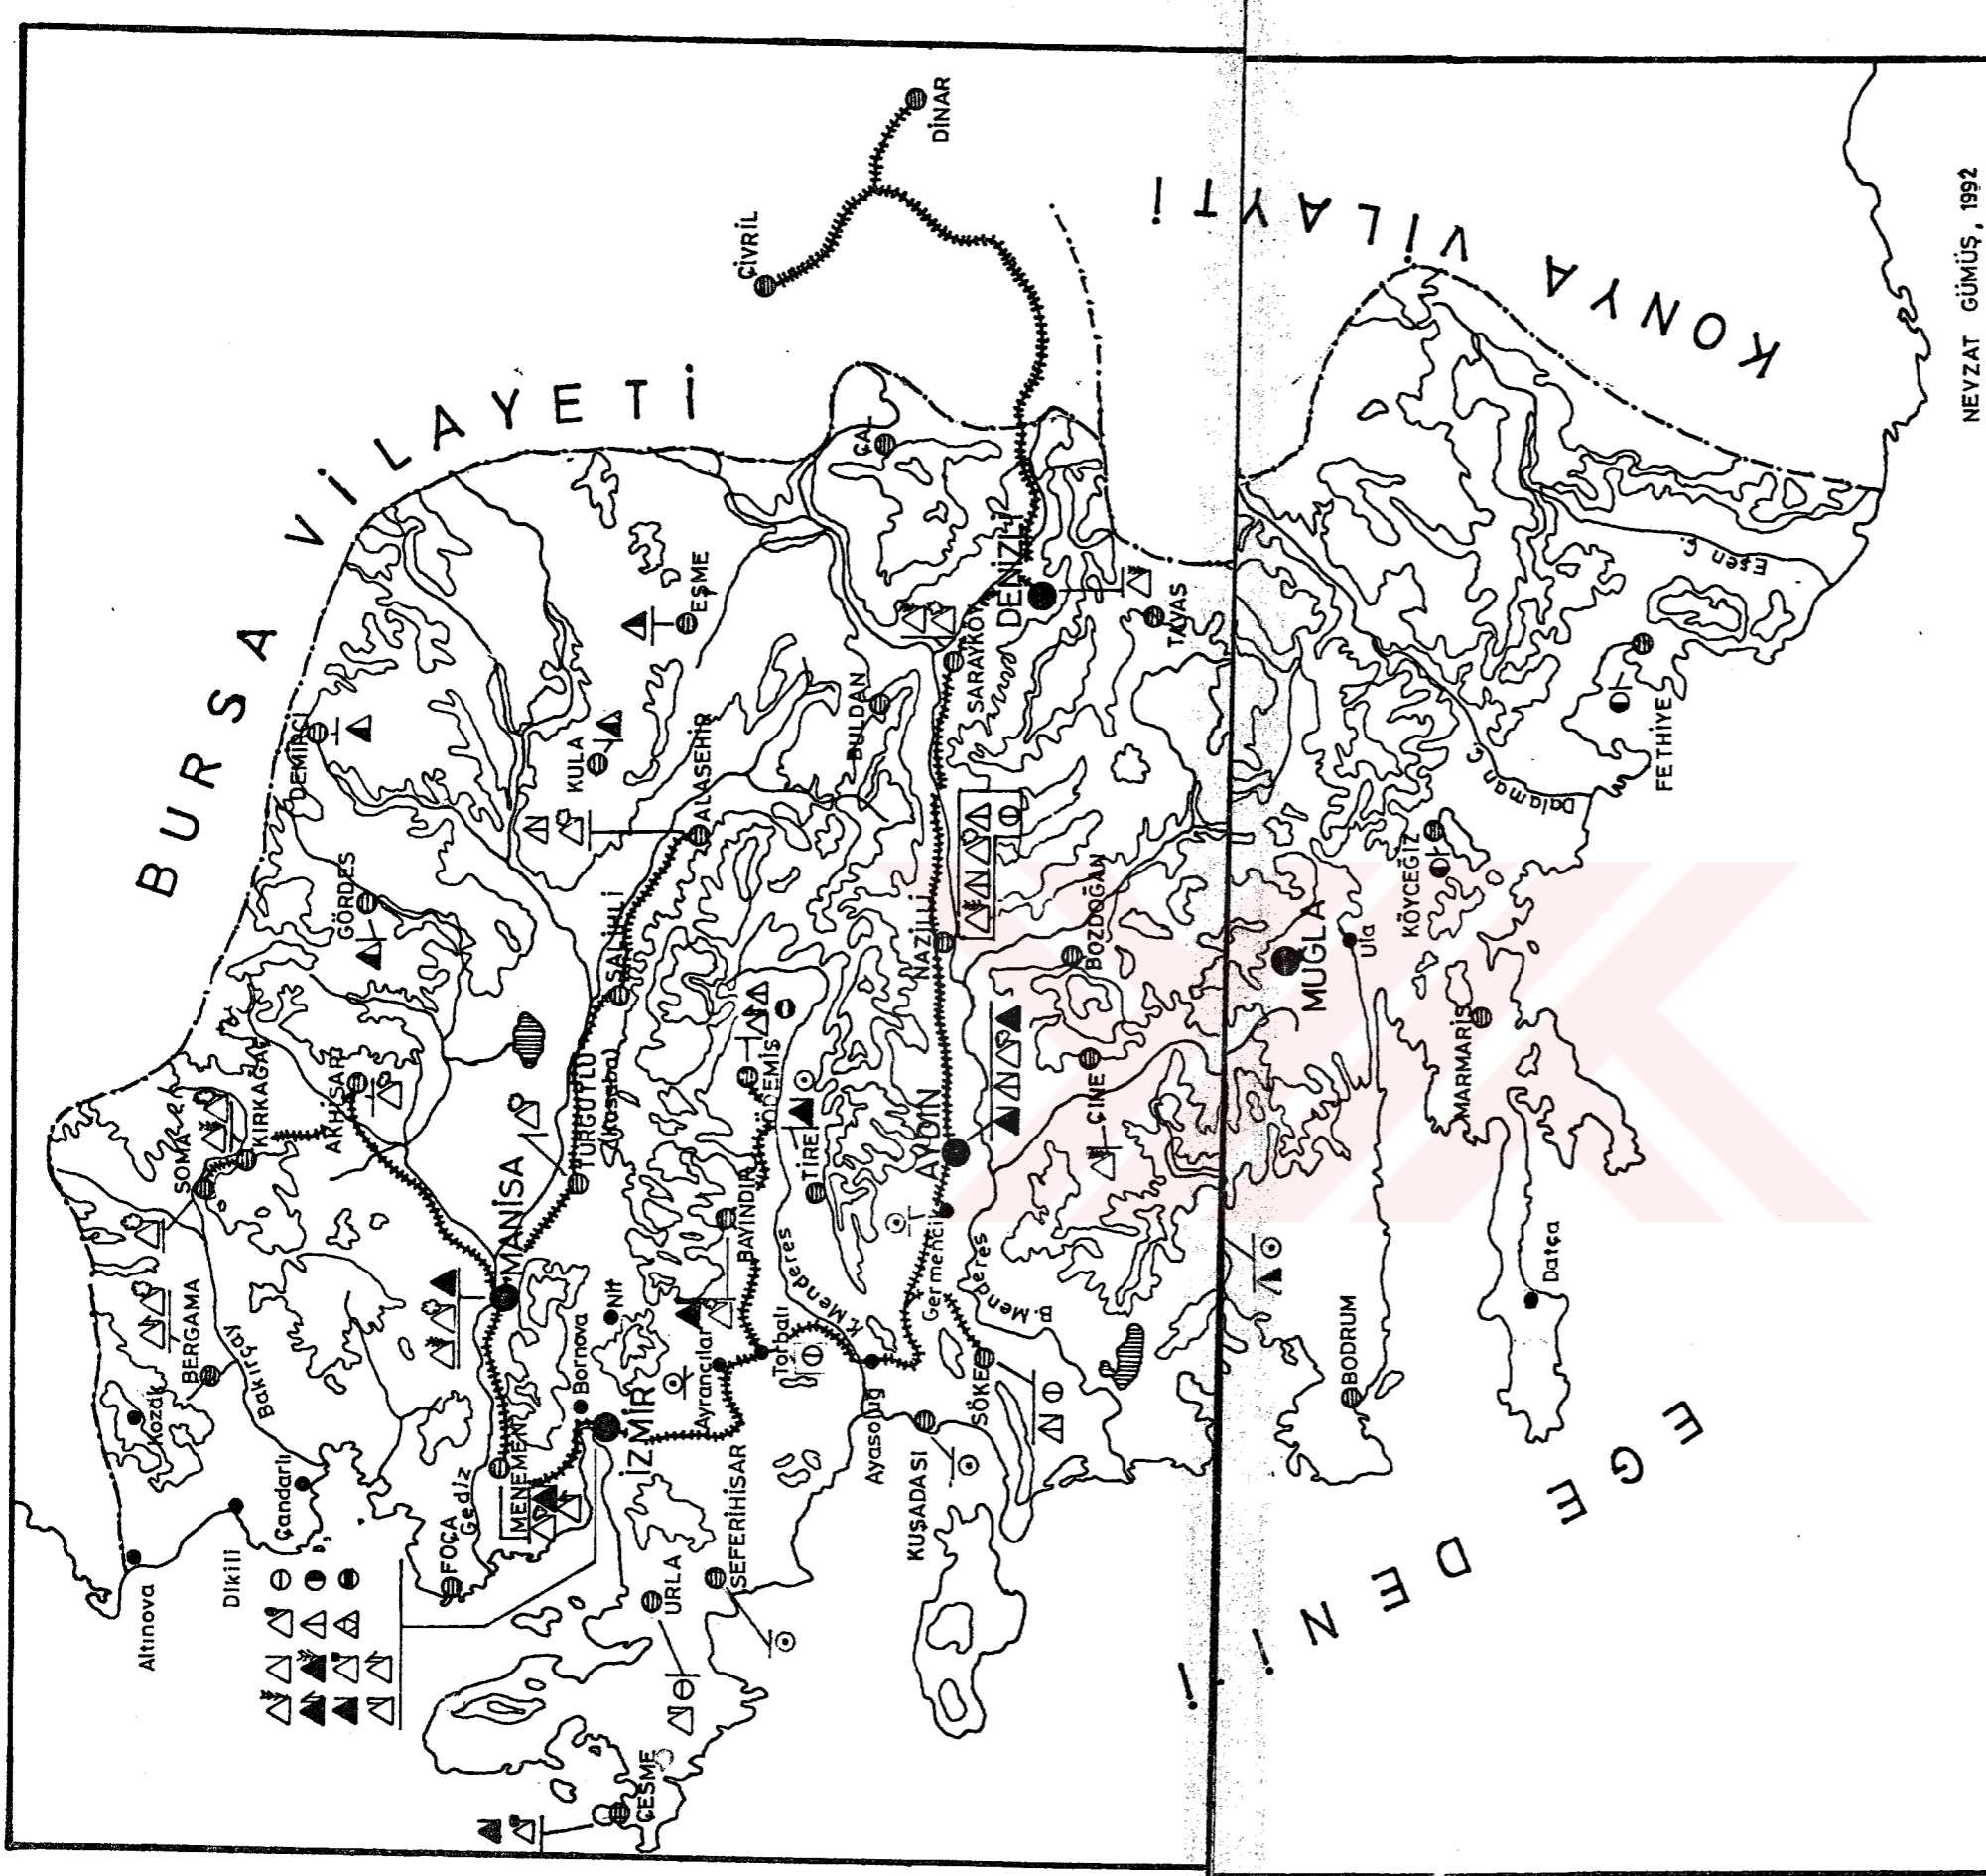 BURSA VİLAYETİ
KONYA VİLAYTİ
EGE DENİZİ
DİNAR
ÇİVRİL
ÇAL
DENİZLİ
TAVAS
SARAYKÖY
BULDAN
EŞME
KULA
DEMİRCİ
ALAŞEHİR
GÖRDES
SALİHLİ
NAZİLLİ
BOZDOĞAN
AKHİSAR
KIRKAĞAÇ
SOMA
TURGUTLU
ÖDEMİŞ
TİRE
AYDIN
ÇİNE
BAYINDIR
MANİSA
Nif
Bornova
İZMİR
MENEMEN
BERGAMA
Kozak
Bakırçay
Çandarlı
Dikili
Altınova
FOÇA
Gediz
URLA
SEFERİHİSAR
ÇEŞME
Ayrancılar
Torbalı
K. Menderes
Ayasoluğ
KUŞADASI
SÖKE
Germencik
B. Menderes
MUĞLA
Ula
KÖYCEĞİZ
MARMARİS
Datça
BODRUM
Dalaman Ç.
FETHİYE
Eşen Ç.
NEVZAT GÜMÜŞ, 1992